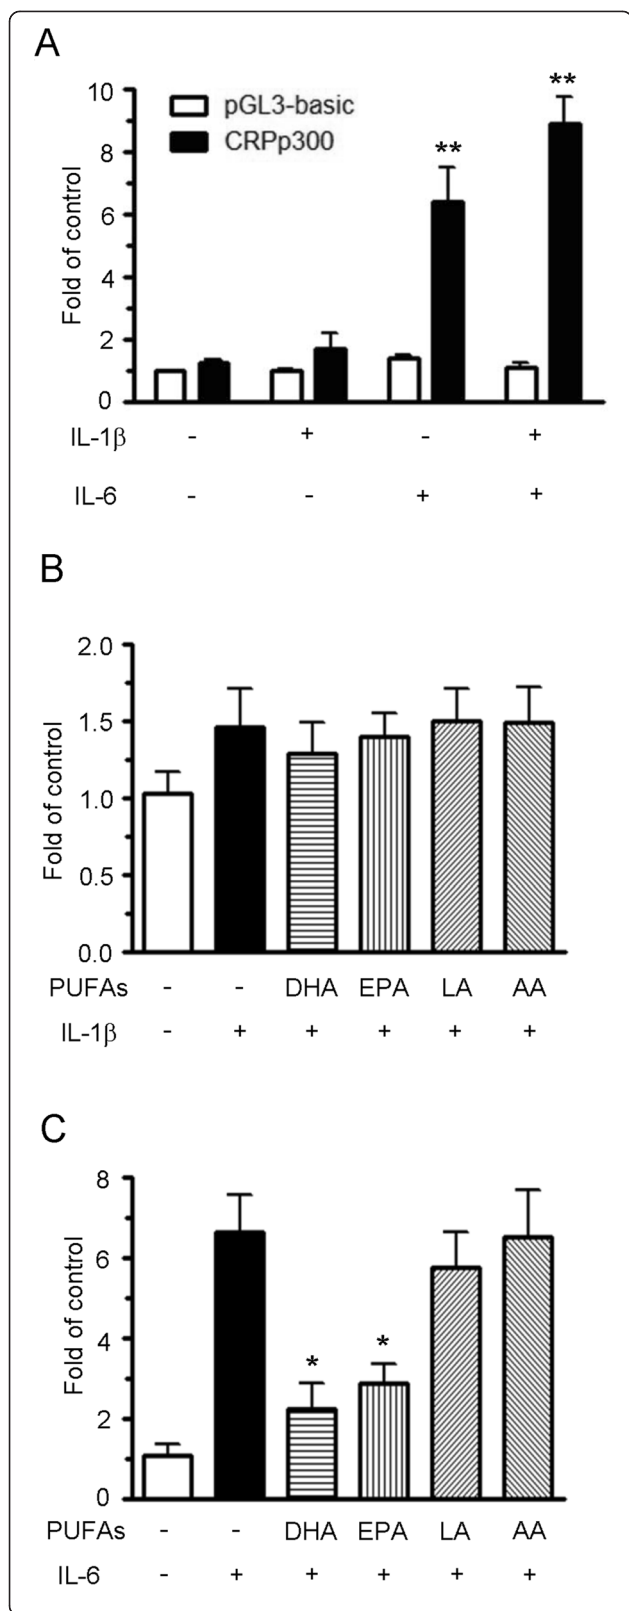 A
10
8
6
4
2
0
Fold of control
pGL3-basic
CRPp300
**
**
IL-1β - + - +
IL-6 - - + +
B
2.0
1.5
1.0
0.5
0.0
Fold of control
PUFAs - - DHA EPA LA AA
IL-1β - + + + + +
C
8
6
4
2
0
Fold of control
*
*
PUFAs - - DHA EPA LA AA
IL-6 - + + + + +